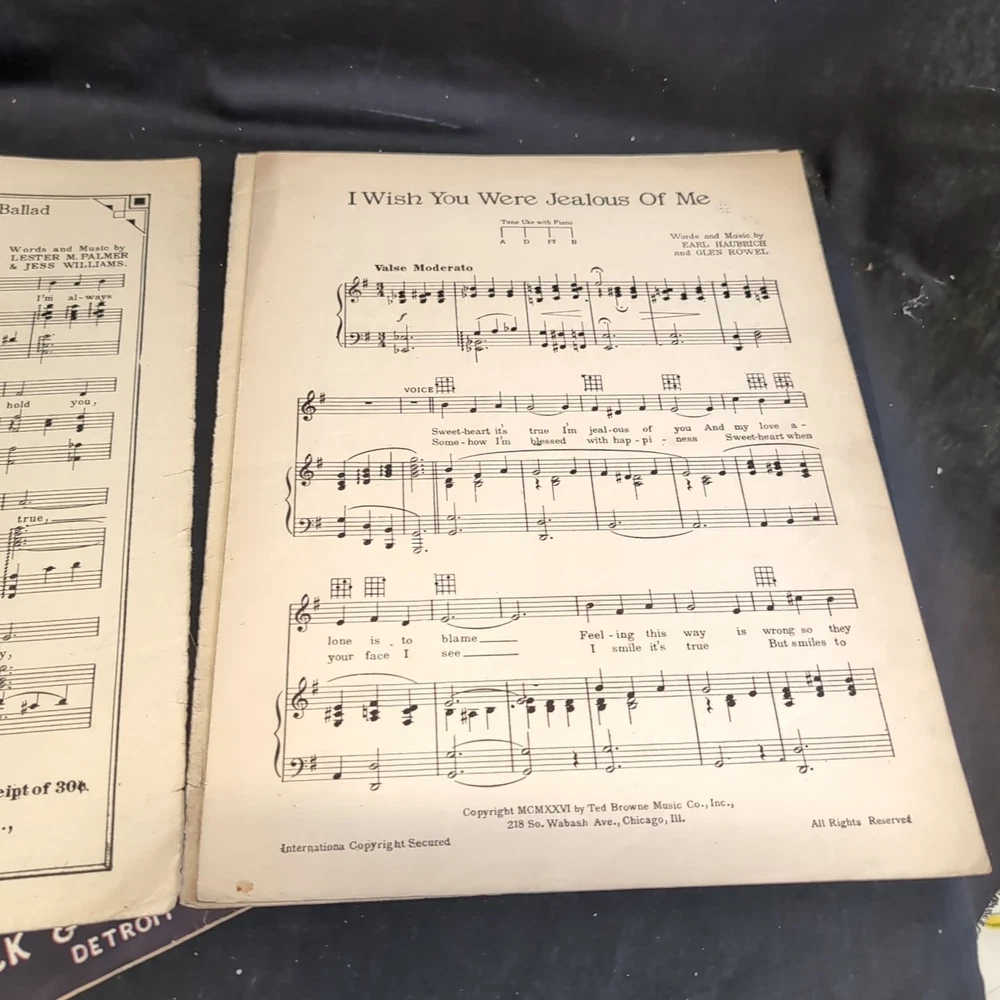 Ballad
Words and Music by
LESTER M. PALMER
& JESS WILLIAMS.
I'm al-ways
hold you,
true,
y,
eipt of 30¢.
I Wish You Were Jealous Of Me
Tune Uke with Piano
A D F# B
Words and Music by
EARL HAUBRICH
and GLEN ROWEL
Valse Moderato
f
VOICE
Sweet-heart it's true I'm jeal-ous of you And my love a-
Some-how I'm blessed with hap-pi-ness Sweet-heart when
lone is to blame
your face I see
Feel-ing this way is wrong so they
I smile it's true But smiles to
Copyright MCMXXVI by Ted Browne Music Co., Inc.,
218 So. Wabash Ave., Chicago, Ill.
Internationa Copyright Secured
All Rights Reserved
K &
DETROIT